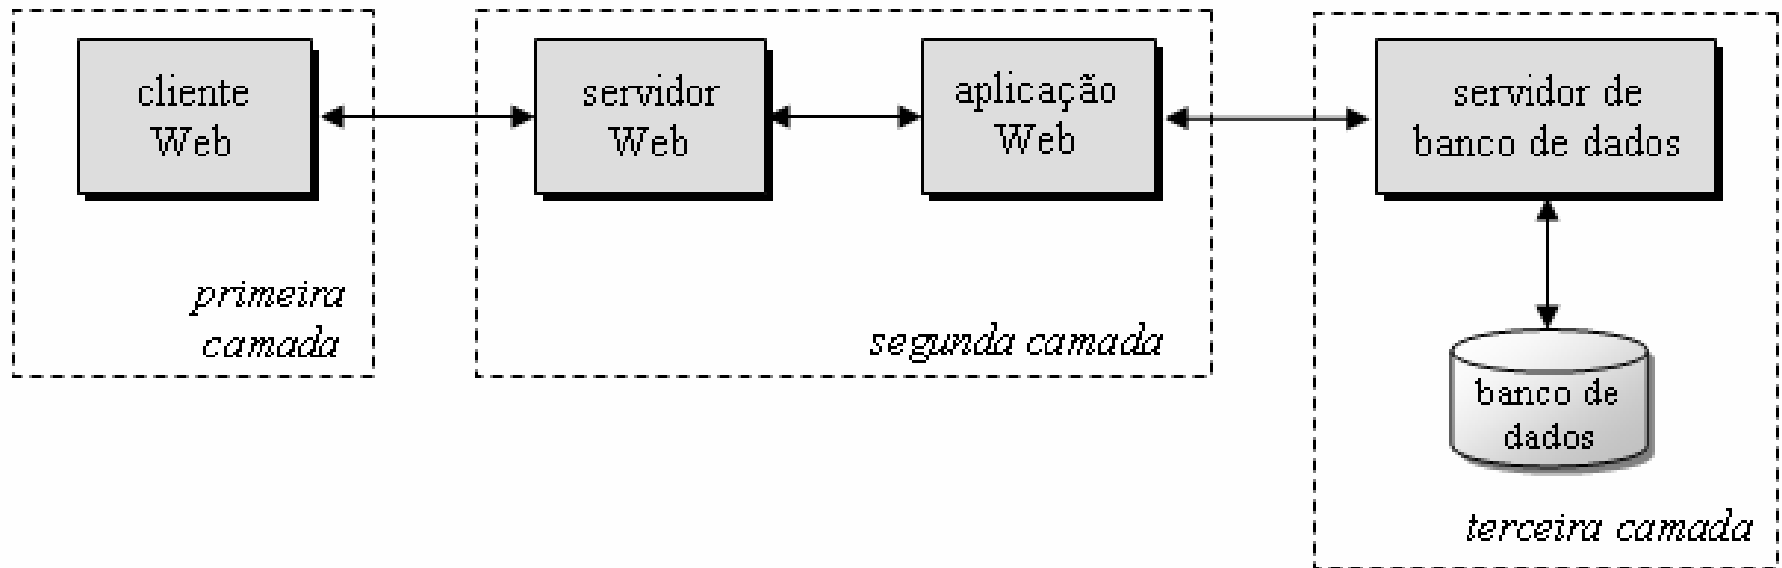 cliente
Web
servidor
Web
aplicação
Web
servidor de
banco de dados
primeira
camada
segunda camada
banco de
dados
terceira camada